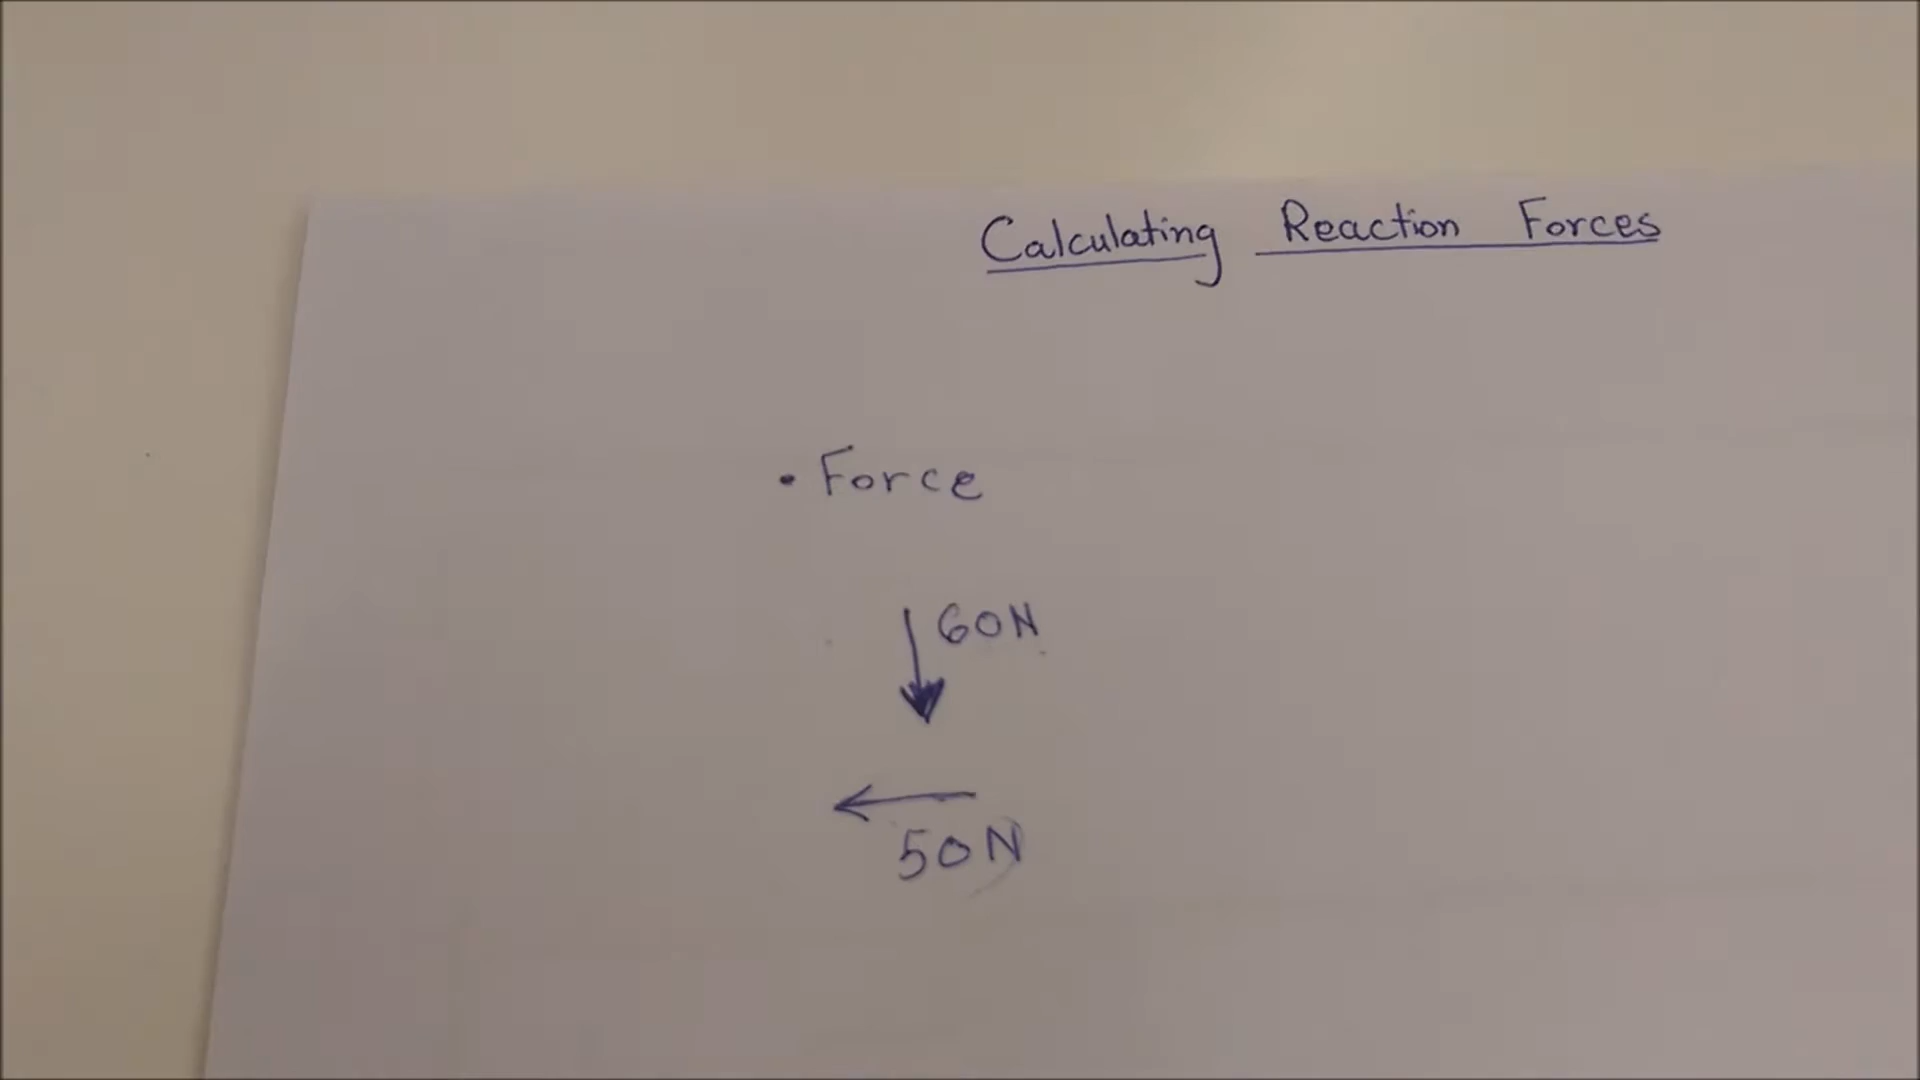 Calculating Reaction Forces
• Force
60N
50N